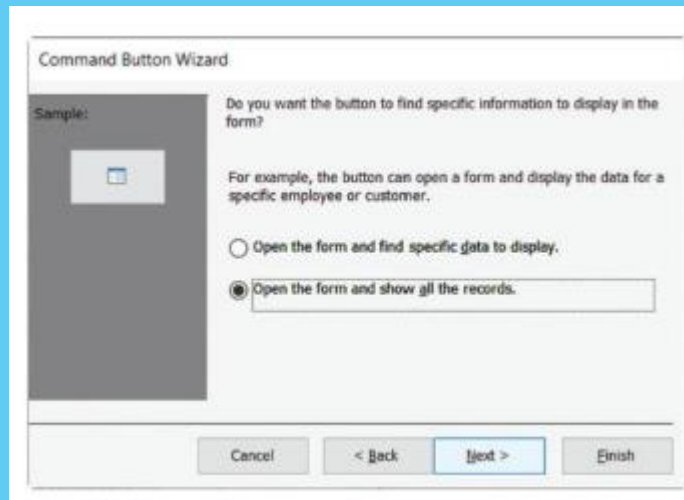 Command Button Wizard
Sample:
Do you want the button to find specific information to display in the
form?
For example, the button can open a form and display the data for a
specific employee or customer.
Open the form and find specific data to display.
Open the form and show all the records.
Cancel
< Back
Next >
Finish